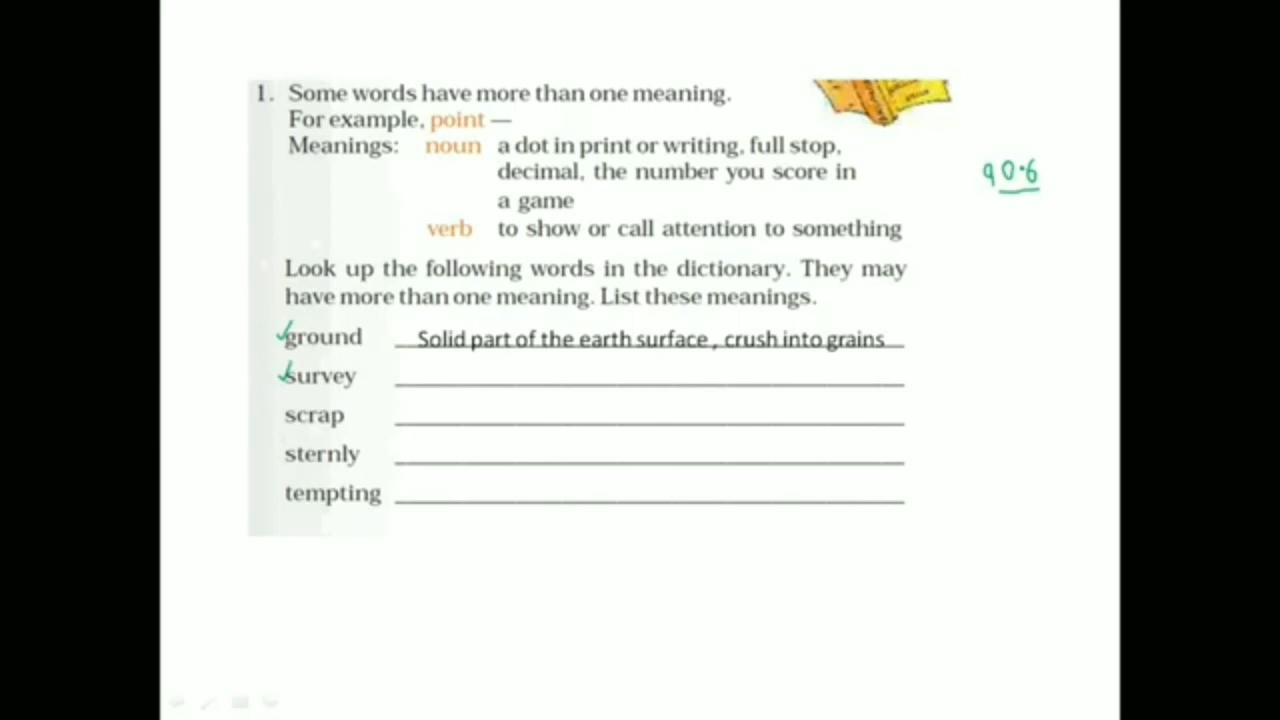 1. Some words have more than one meaning.
For example, point —
Meanings: noun a dot in print or writing, full stop,
decimal, the number you score in
a game
90.6
verb to show or call attention to something
Look up the following words in the dictionary. They may
have more than one meaning. List these meanings.
ground Solid part of the earth surface , crush into grains
survey
scrap
sternly
tempting